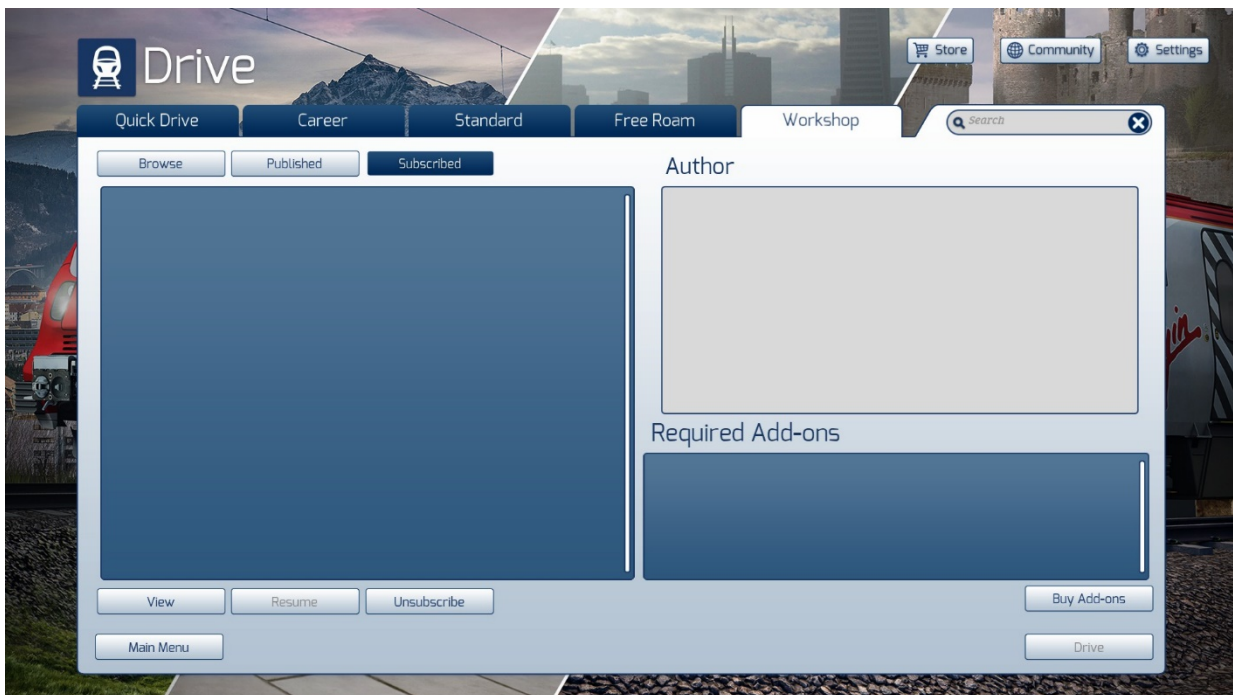 Drive
Store
Community
Settings
Quick Drive
Career
Standard
Free Roam
Workshop
Search
Browse
Published
Subscribed
Author
Required Add-ons
View
Resume
Unsubscribe
Buy Add-ons
Main Menu
Drive